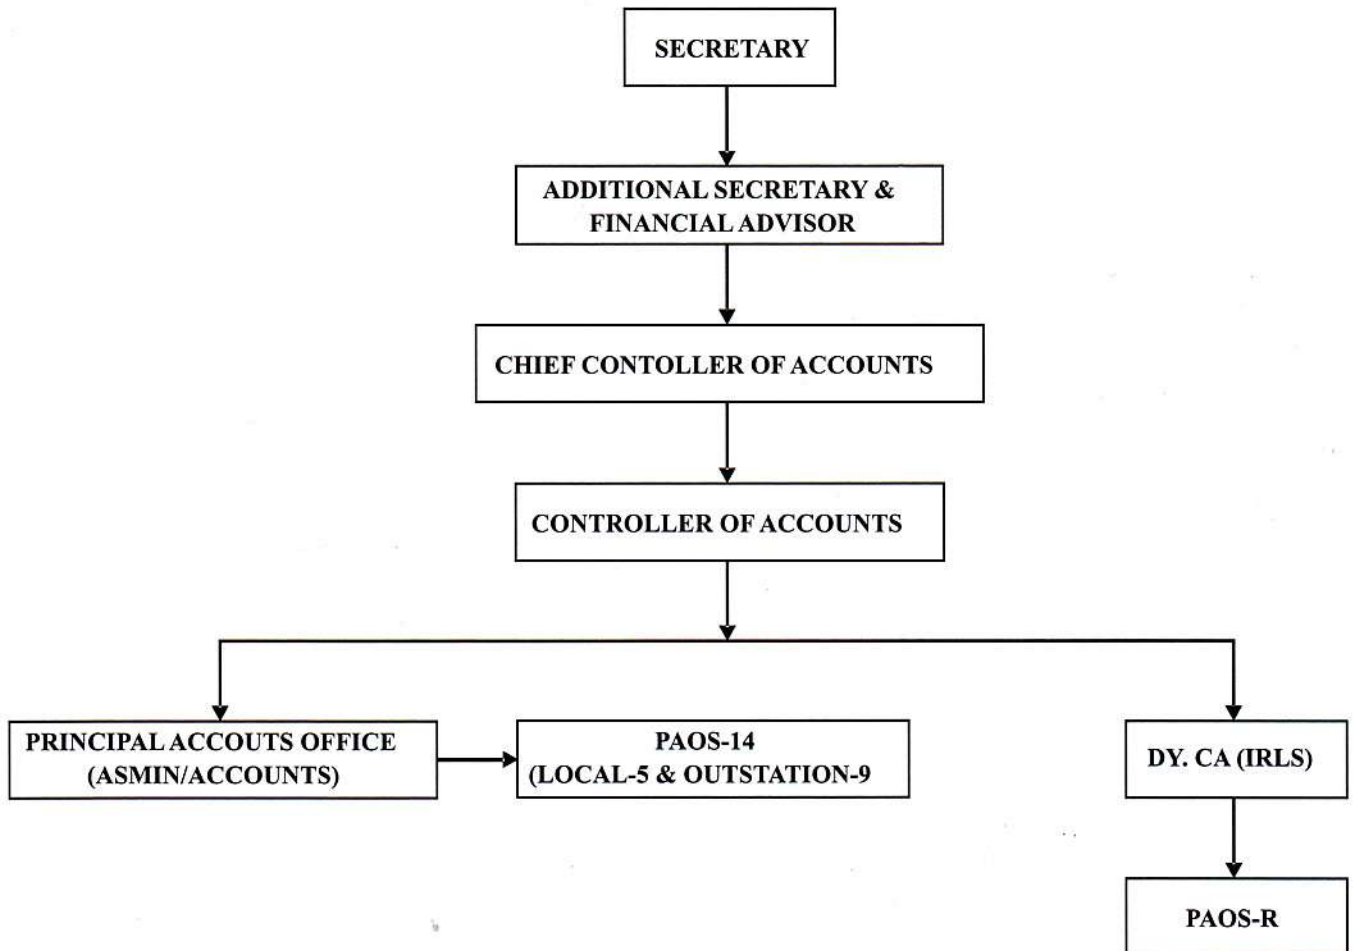 SECRETARY
ADDITIONAL SECRETARY &
FINANCIAL ADVISOR
CHIEF CONTOLLER OF ACCOUNTS
CONTROLLER OF ACCOUNTS
PRINCIPAL ACCOUTS OFFICE
(ASMIN/ACCOUNTS)
PAOS-14
(LOCAL-5 & OUTSTATION-9
DY. CA (IRLS)
PAOS-R